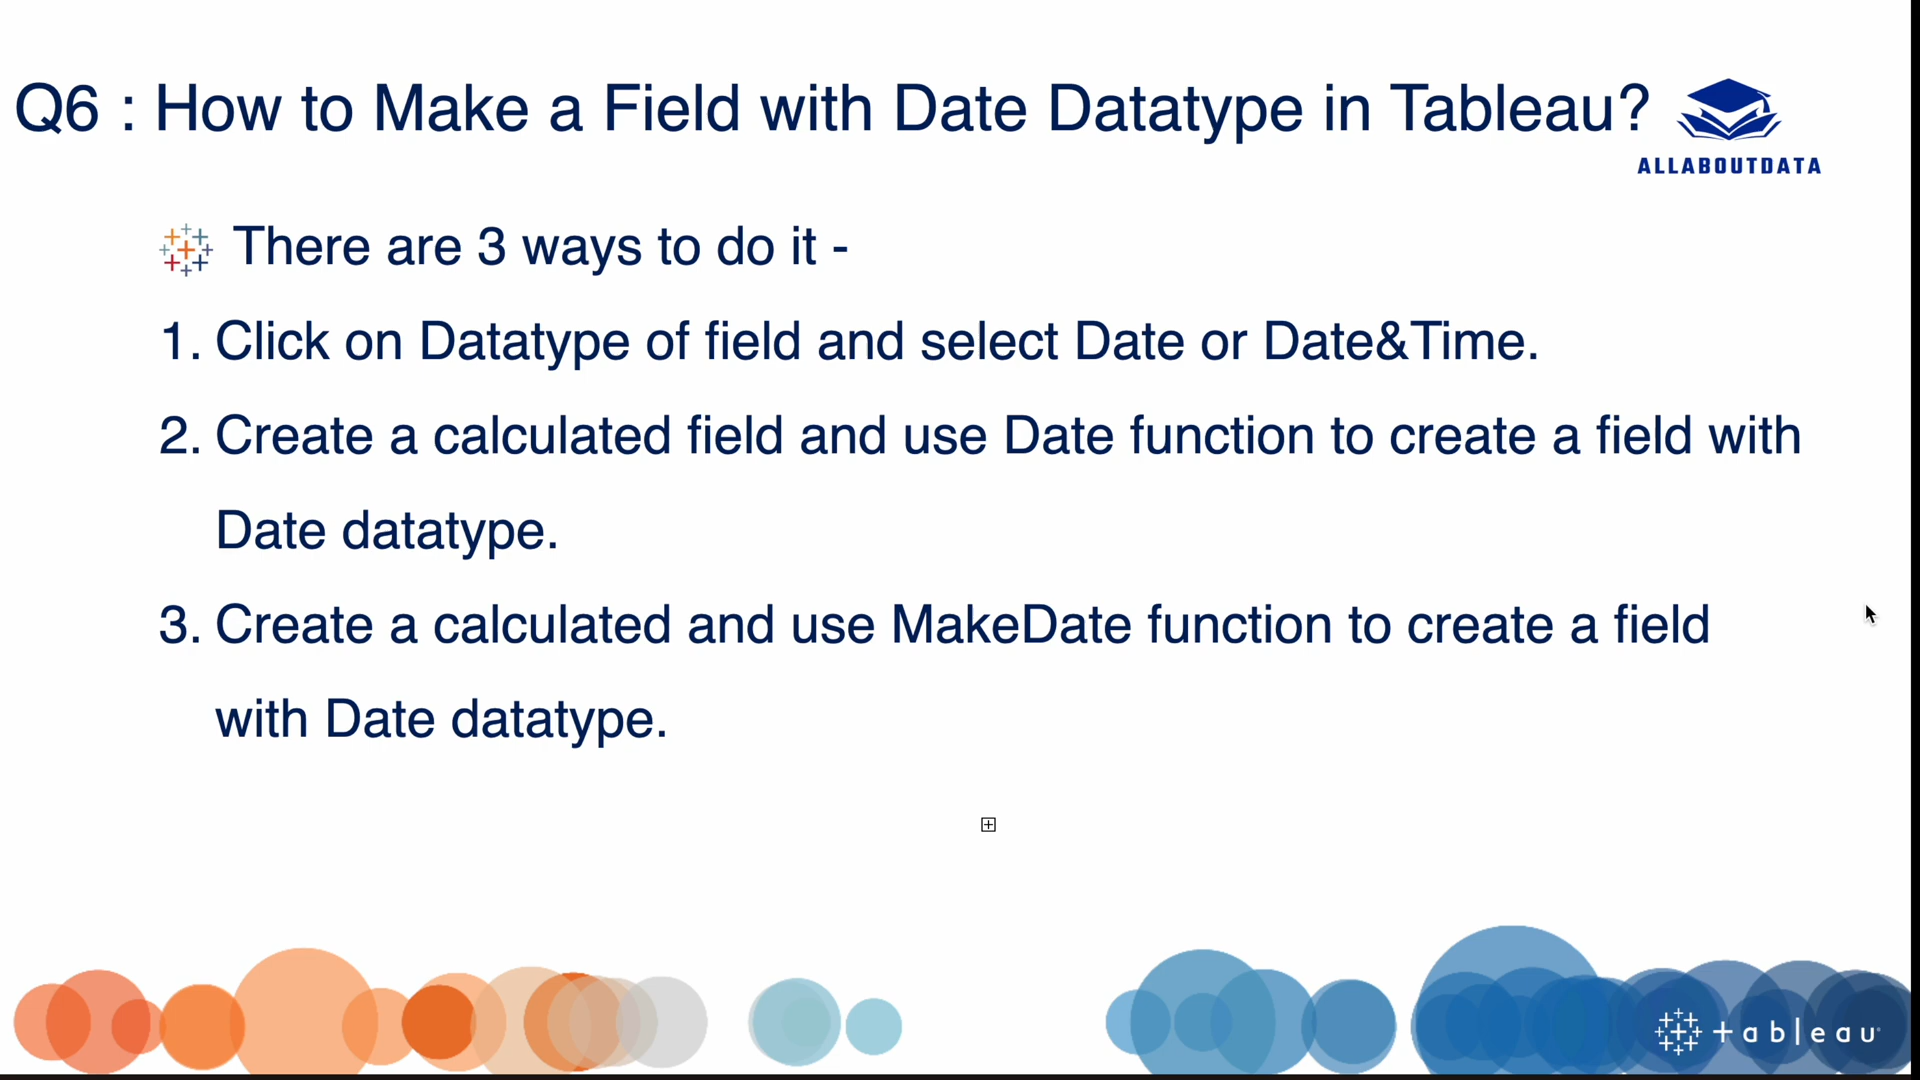 Q6 : How to Make a Field with Date Datatype in Tableau?
ALLABOUTDATA
There are 3 ways to do it -
1. Click on Datatype of field and select Date or Date&Time.
2. Create a calculated field and use Date function to create a field with
Date datatype.
3. Create a calculated and use MakeDate function to create a field
with Date datatype.
+ableau